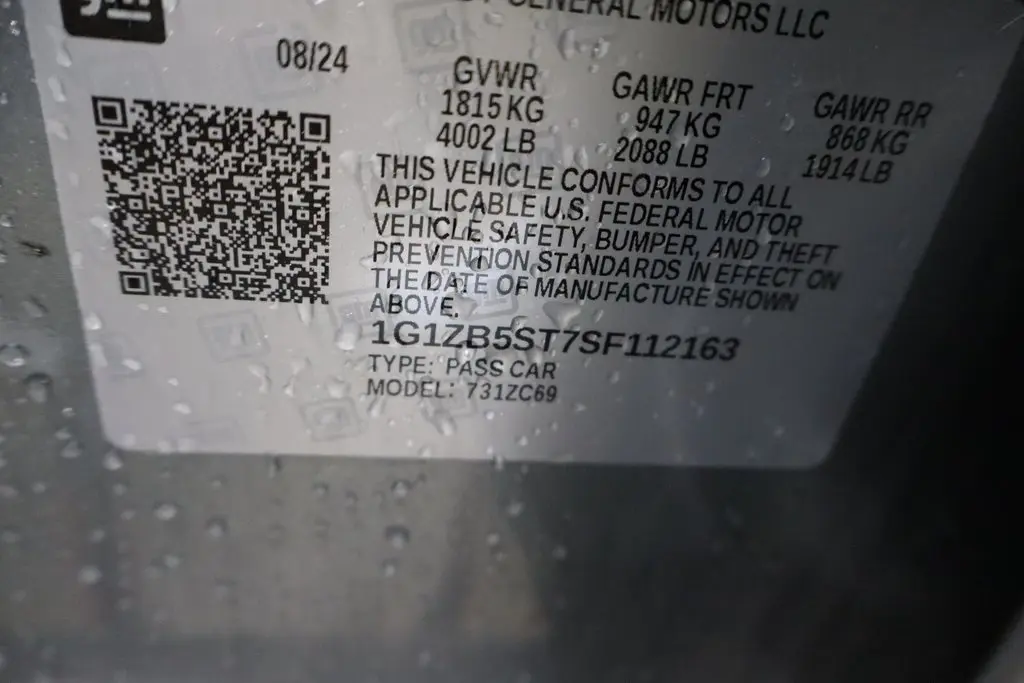 gm
GENERAL MOTORS LLC
08/24
GVWR
1815 KG
4002 LB
GAWR FRT
947 KG
2088 LB
GAWR RR
868 KG
1914 LB
THIS VEHICLE CONFORMS TO ALL
APPLICABLE U.S. FEDERAL MOTOR
VEHICLE SAFETY, BUMPER, AND THEFT
PREVENTION STANDARDS IN EFFECT ON
THE DATE OF MANUFACTURE SHOWN
ABOVE.
1G1ZB5ST7SF112163
TYPE: PASS CAR
MODEL: 731ZC69